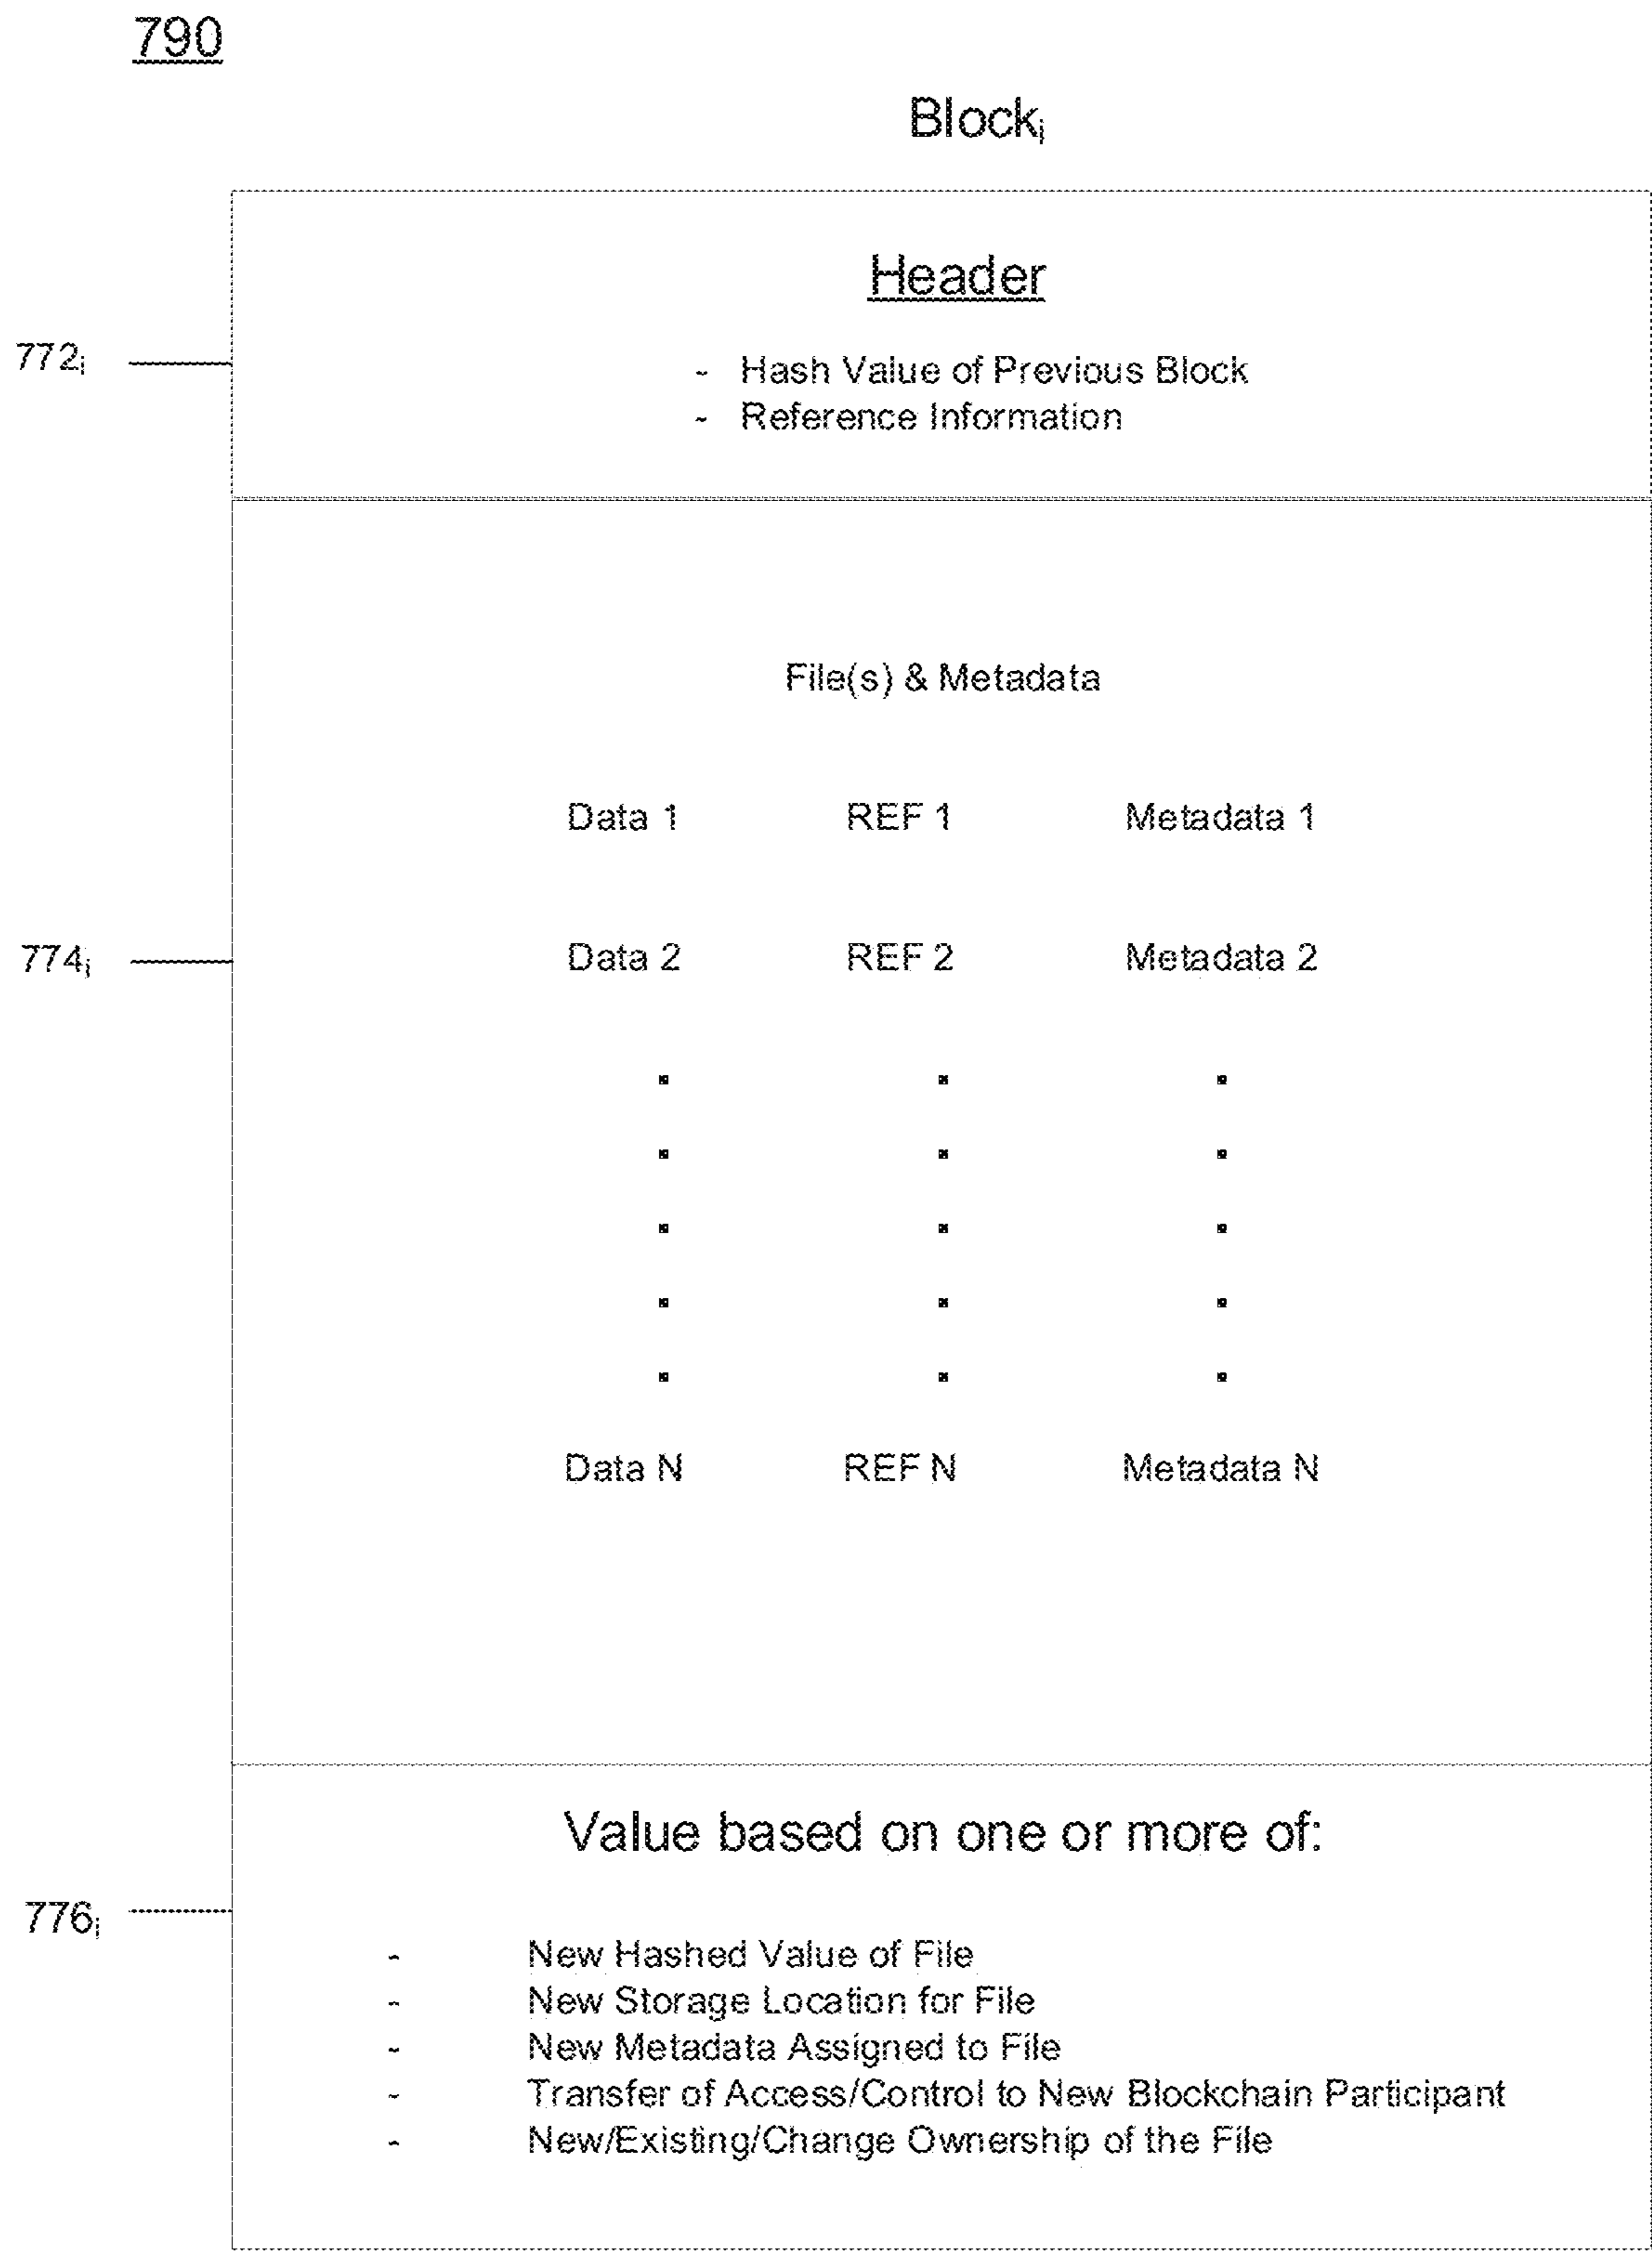 790
Blockᵢ
Header
772ᵢ
- Hash Value of Previous Block
- Reference Information
File(s) & Metadata
Data 1 REF 1 Metadata 1
774ᵢ
Data 2 REF 2 Metadata 2
Data N REF N Metadata N
Value based on one or more of:
776ᵢ
- New Hashed Value of File
- New Storage Location for File
- New Metadata Assigned to File
- Transfer of Access/Control to New Blockchain Participant
- New/Existing/Change Ownership of the File